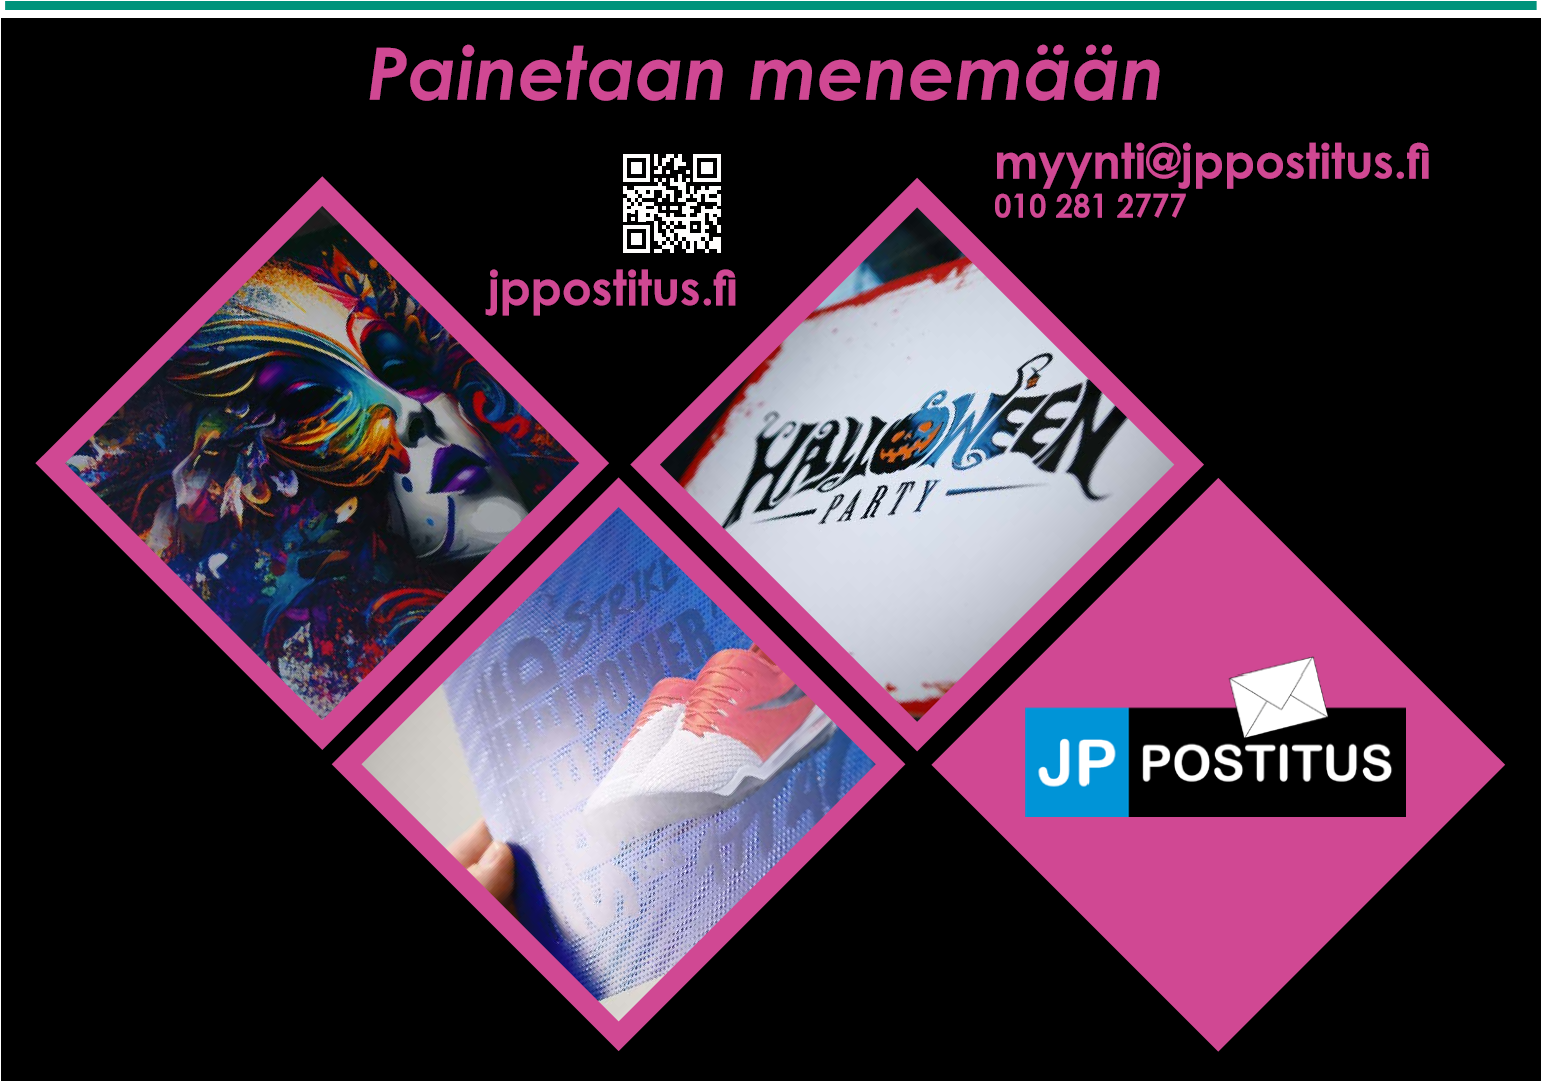 Painetaan menemään
myynti@jppostitus.fi
010 281 2777
jppostitus.fi
HALLOWEEN
PARTY
STRIKE
POWER
JP POSTITUS